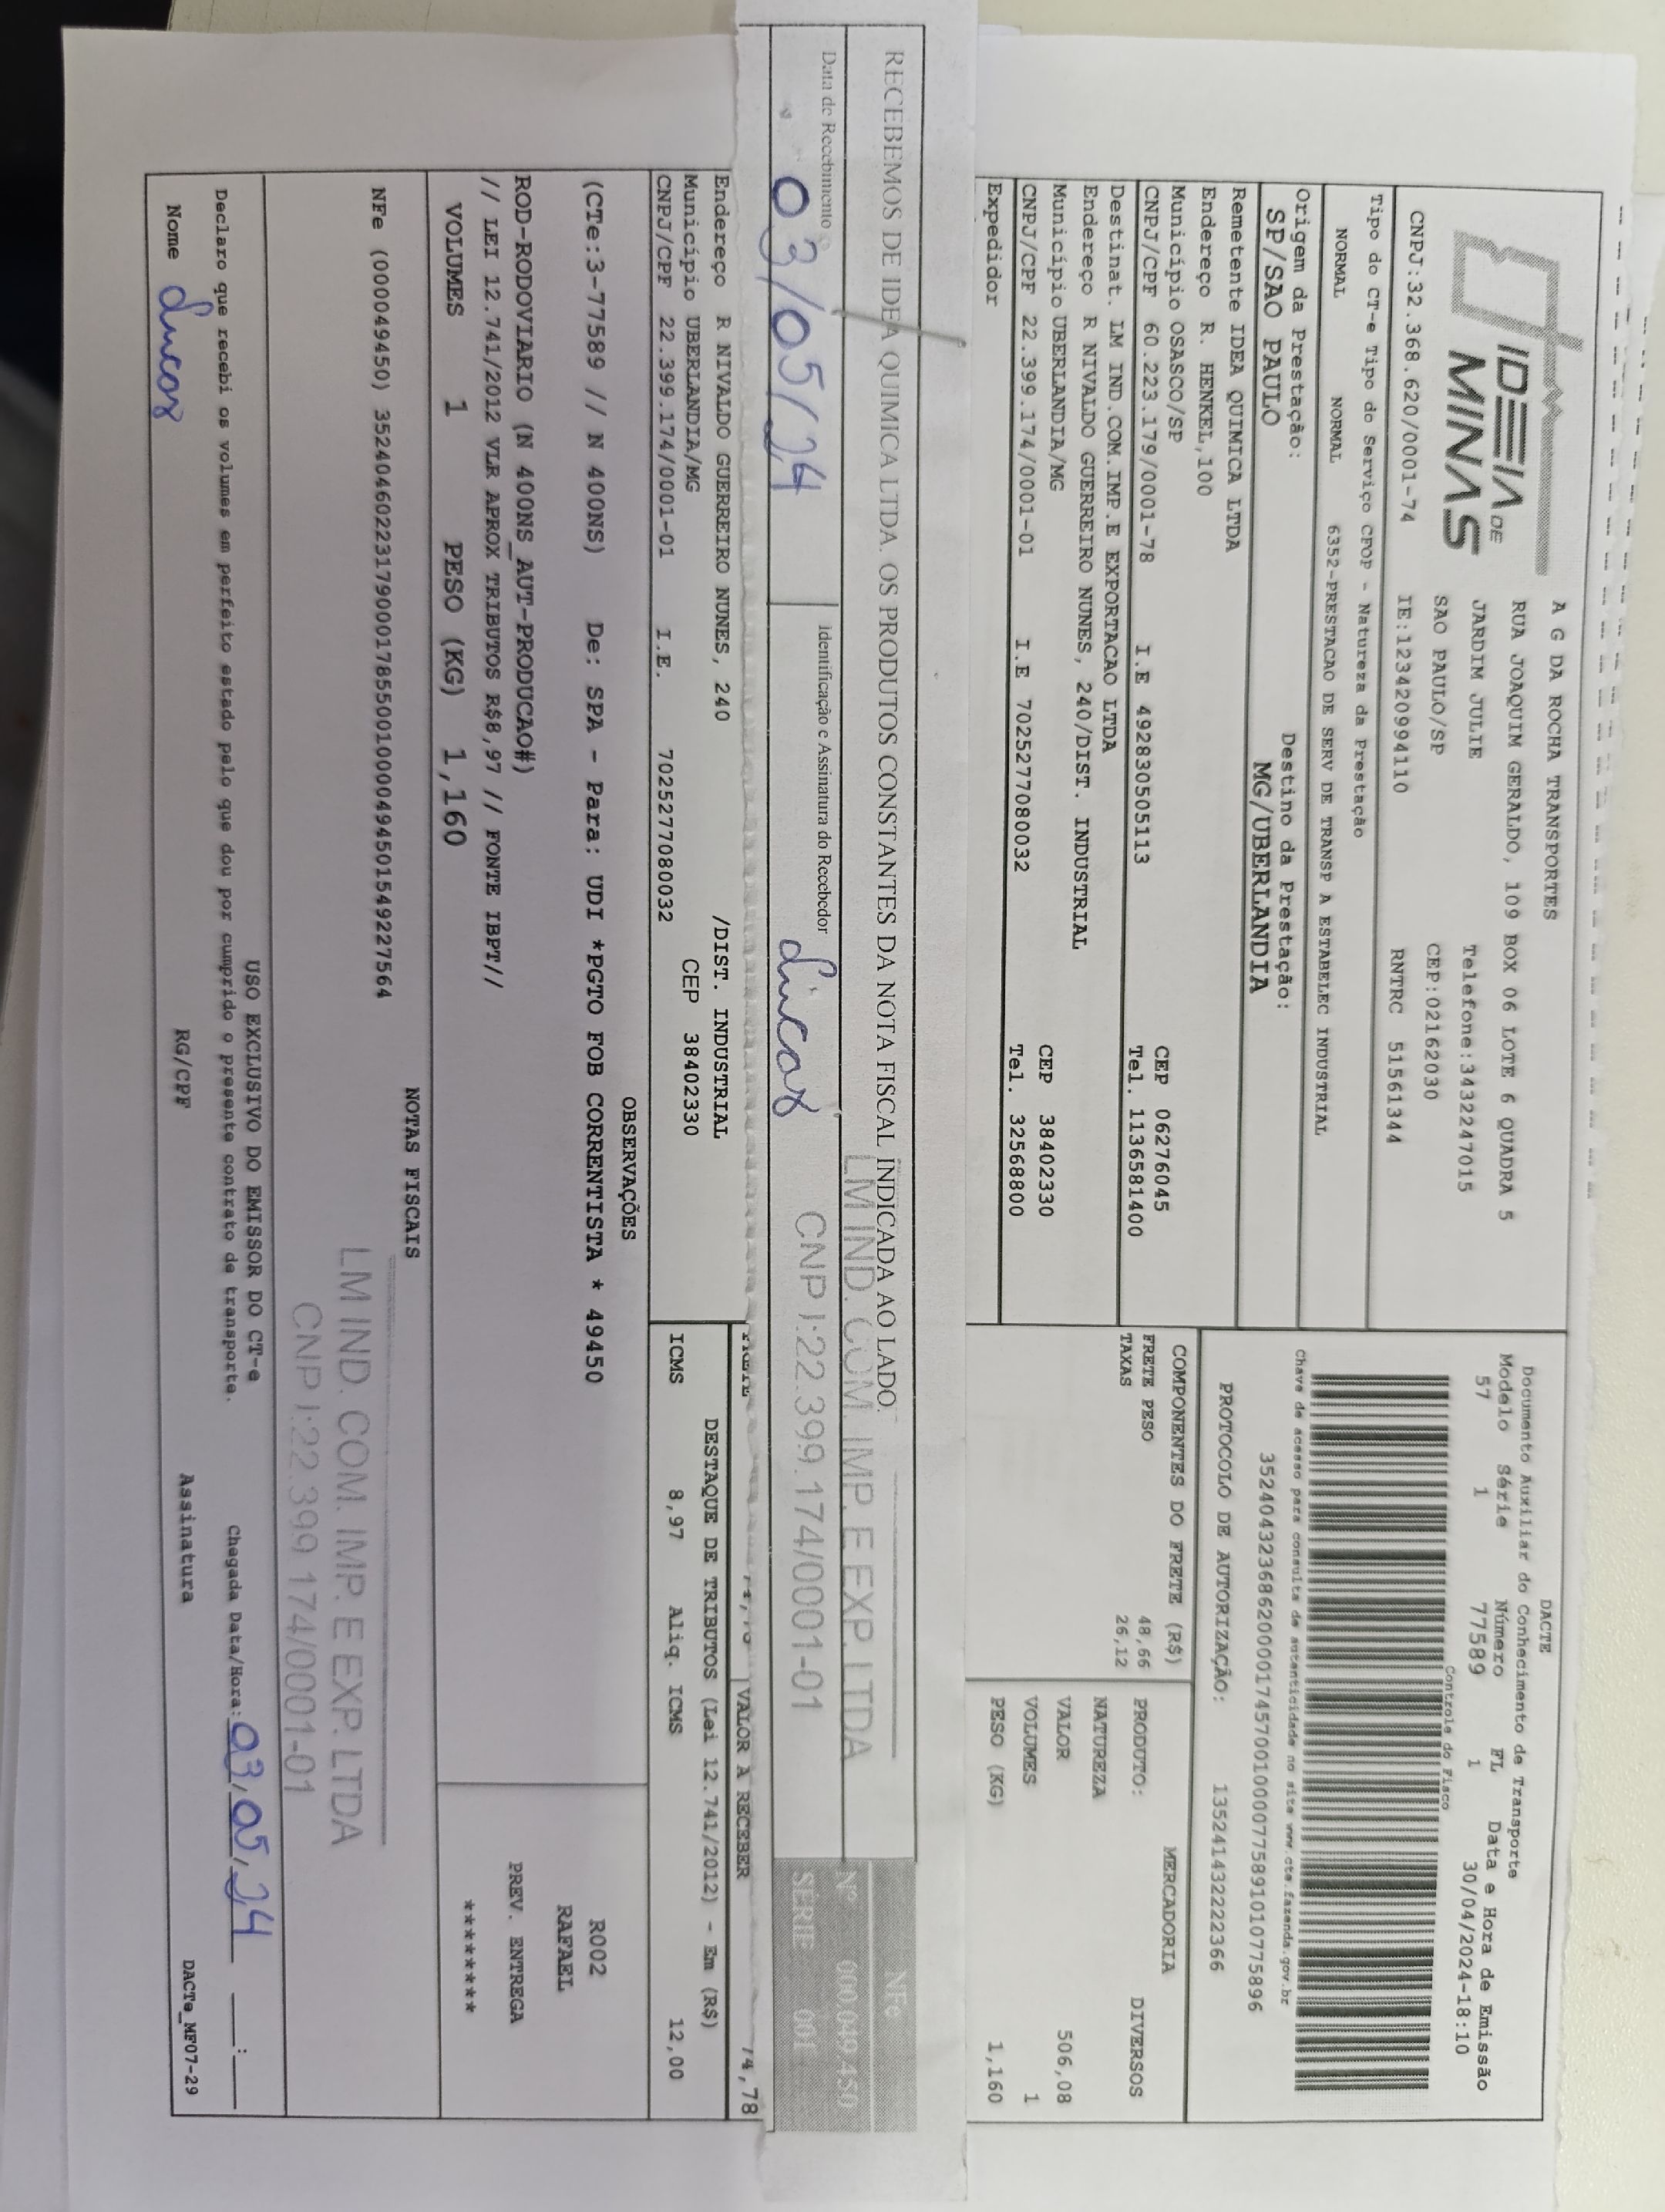 IDEIA DE
MINAS
A G DA ROCHA TRANSPORTES
RUA JOAQUIM GERALDO, 109 BOX 06 LOTE 6 QUADRA 5
JARDIM JULIE Telefone:3432247015
SAO PAULO/SP CEP:02162030
CNPJ:32.368.620/0001-74 IE:123420994110 RNTRC 51561344
Tipo do CT-e Tipo do Serviço CFOP - Natureza da Prestação
NORMAL NORMAL 6352-PRESTACAO DE SERV DE TRANSP A ESTABELEC INDUSTRIAL
Origem da Prestação: Destino da Prestação:
SP/SAO PAULO MG/UBERLANDIA
Remetente IDEA QUIMICA LTDA
Endereço R. HENKEL,100
Município OSASCO/SP CEP 06276045
CNPJ/CPF 60.223.179/0001-78 I.E 492830505113 Tel. 1136581400
Destinat. LM IND.COM.IMP.E EXPORTACAO LTDA
Endereço R NIVALDO GUERREIRO NUNES, 240/DIST. INDUSTRIAL
Município UBERLANDIA/MG CEP 38402330
CNPJ/CPF 22.399.174/0001-01 I.E 7025277080032 Tel. 32568800
Expedidor
DACTE
Documento Auxiliar do Conhecimento de Transporte
Modelo Série Número FL Data e Hora de Emissão
57 1 77589 1 30/04/2024-18:10
Controle do Fisco
Chave de acesso para consulta de autenticidade no site www.cte.fazenda.gov.br
35240432368620000174570010000775891010775896
PROTOCOLO DE AUTORIZAÇÃO: 135241432222366
COMPONENTES DO FRETE (R$)
FRETE PESO 48,66
TAXAS 26,12
MERCADORIA
PRODUTO: DIVERSOS
NATUREZA
VALOR 506,08
VOLUMES 1
PESO (KG) 1,160
RECEBEMOS DE IDEA QUIMICA LTDA. OS PRODUTOS CONSTANTES DA NOTA FISCAL INDICADA AO LADO.
Data de Recebimento
03/05/24
Identificação e Assinatura do Recebedor
Lucas
LM IND. COM. IMP. E EXP. LTDA
CNPJ:22.399.174/0001-01
NFe
Nº 000.049.450
SÉRIE 001
Endereço R NIVALDO GUERREIRO NUNES, 240 /DIST. INDUSTRIAL
Município UBERLANDIA/MG CEP 38402330
CNPJ/CPF 22.399.174/0001-01 I.E. 7025277080032
VALOR A RECEBER 74,78
DESTAQUE DE TRIBUTOS (Lei 12.741/2012) - Em (R$)
ICMS 8,97 Aliq. ICMS 12,00
OBSERVAÇÕES
(CTe:3-77589 // N 400NS) De: SPA - Para: UDI *PGTO FOB CORRENTISTA * 49450
ROD-RODOVIARIO (N 400NS_AUT-PRODUCAO#)
// LEI 12.741/2012 VLR APROX TRIBUTOS R$8,97 // FONTE IBPT//
R002
RAFAEL
PREV. ENTREGA
********
VOLUMES 1 PESO (KG) 1,160
NOTAS FISCAIS
NFe (000049450) 35240460223179000178550010000494501549227564
LM IND. COM. IMP. E EXP. LTDA
CNPJ:22.399.174/0001-01
USO EXCLUSIVO DO EMISSOR DO CT-e
Declaro que recebi os volumes em perfeito estado pelo que dou por cumprido o presente contrato de transporte. Chegada Data/Hora: 03/05/24 __:__
Nome Lucas RG/CPF Assinatura
DACTe_MF07-29